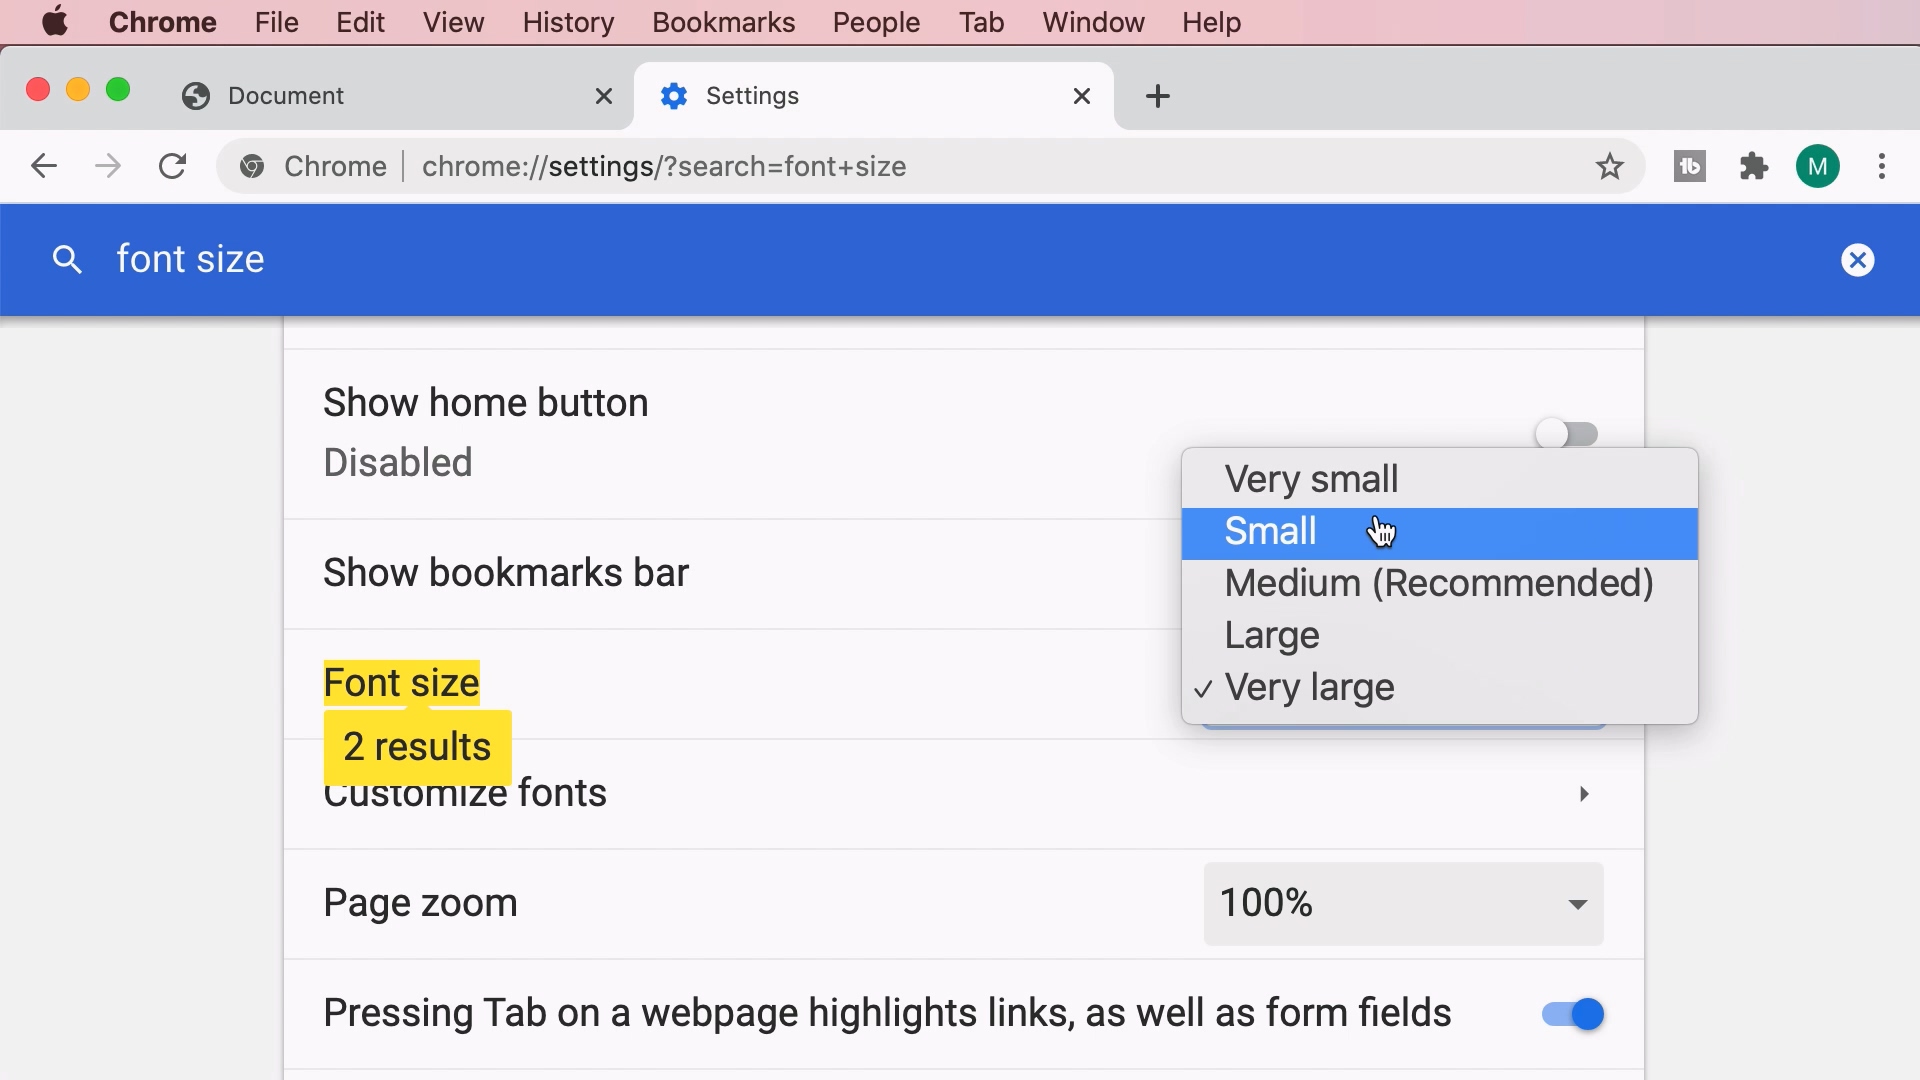 Chrome File Edit View History Bookmarks People Tab Window Help
Document
Settings
Chrome chrome://settings/?search=font+size
tb
M
font size
Show home button
Disabled
Show bookmarks bar
Font size
2 results
Very small
Small
Medium (Recommended)
Large
✓ Very large
Customize fonts
Page zoom
100%
Pressing Tab on a webpage highlights links, as well as form fields